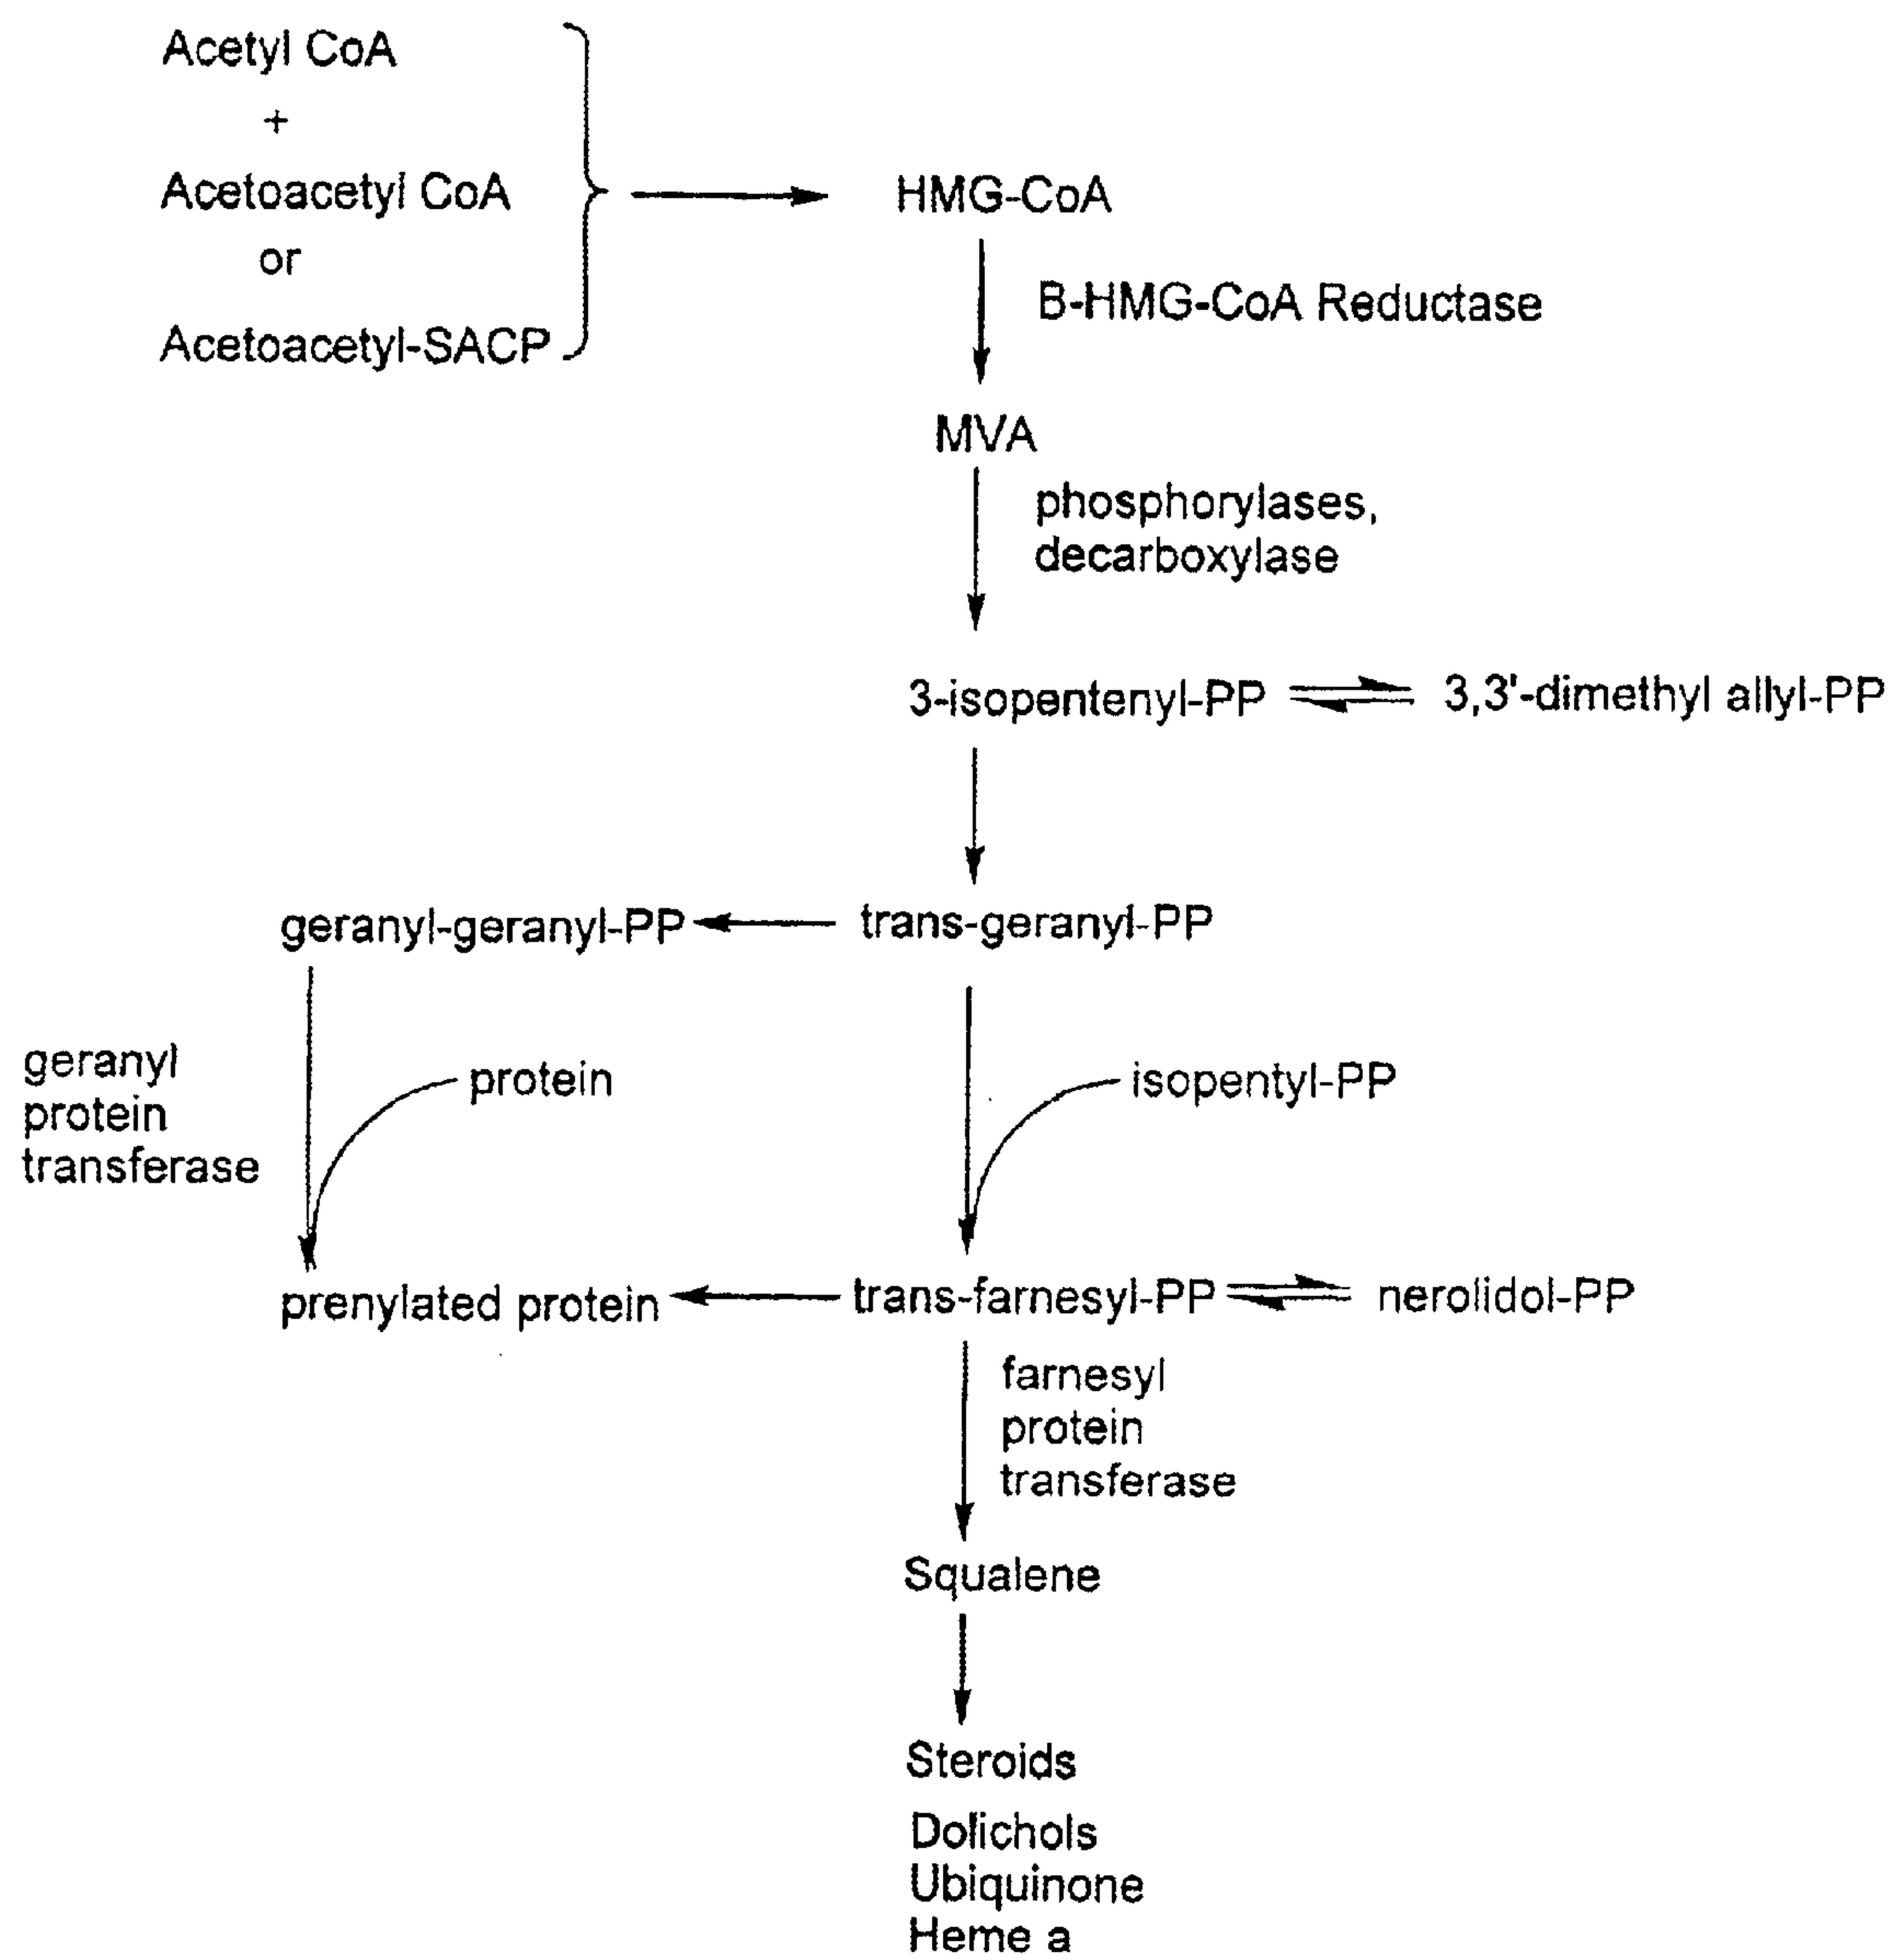 Acetyl CoA
+
Acetoacetyl CoA
or
Acetoacetyl-SACP
HMG-CoA
B-HMG-CoA Reductase
MVA
phosphorylases,
decarboxylase
3-isopentenyl-PP
3,3'-dimethyl allyl-PP
geranyl-geranyl-PP
trans-geranyl-PP
geranyl
protein
transferase
protein
isopentyl-PP
prenylated protein
trans-farnesyl-PP
nerolidol-PP
farnesyl
protein
transferase
Squalene
Steroids
Dolichols
Ubiquinone
Heme a